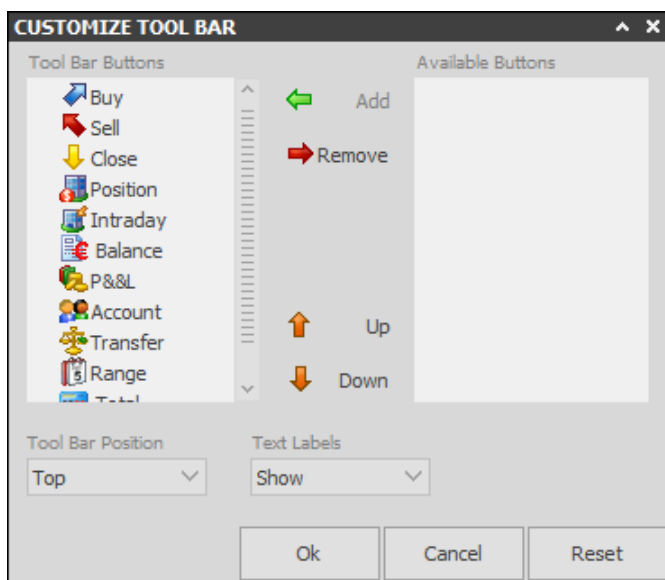 CUSTOMIZE TOOL BAR
Tool Bar Buttons
Available Buttons
Buy
Sell
Close
Position
Intraday
Balance
P&&L
Account
Transfer
Range
Total
Add
Remove
Up
Down
Tool Bar Position
Text Labels
Top
Show
Ok
Cancel
Reset